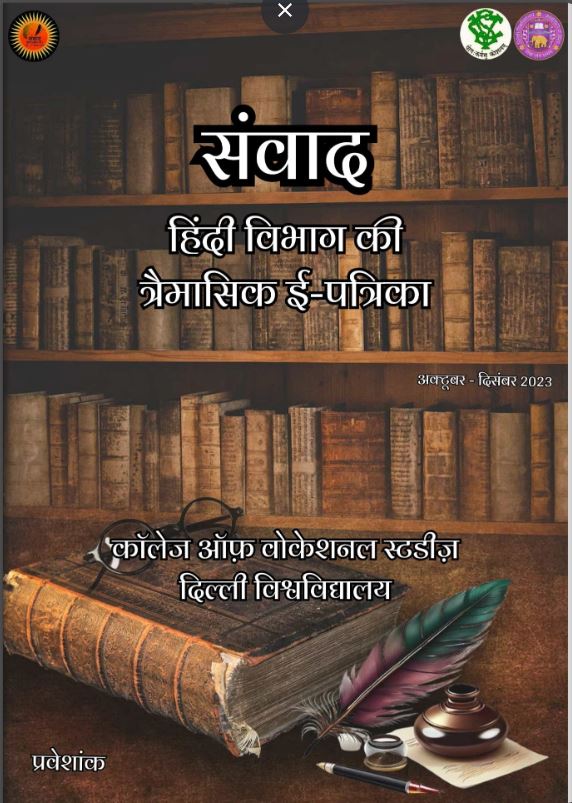 संवाद
हिंदी विभाग की
त्रैमासिक ई-पत्रिका
अक्टूबर - दिसंबर 2023
कॉलेज ऑफ़ वोकेशनल स्टडीज़
दिल्ली विश्वविद्यालय
प्रवेशांक